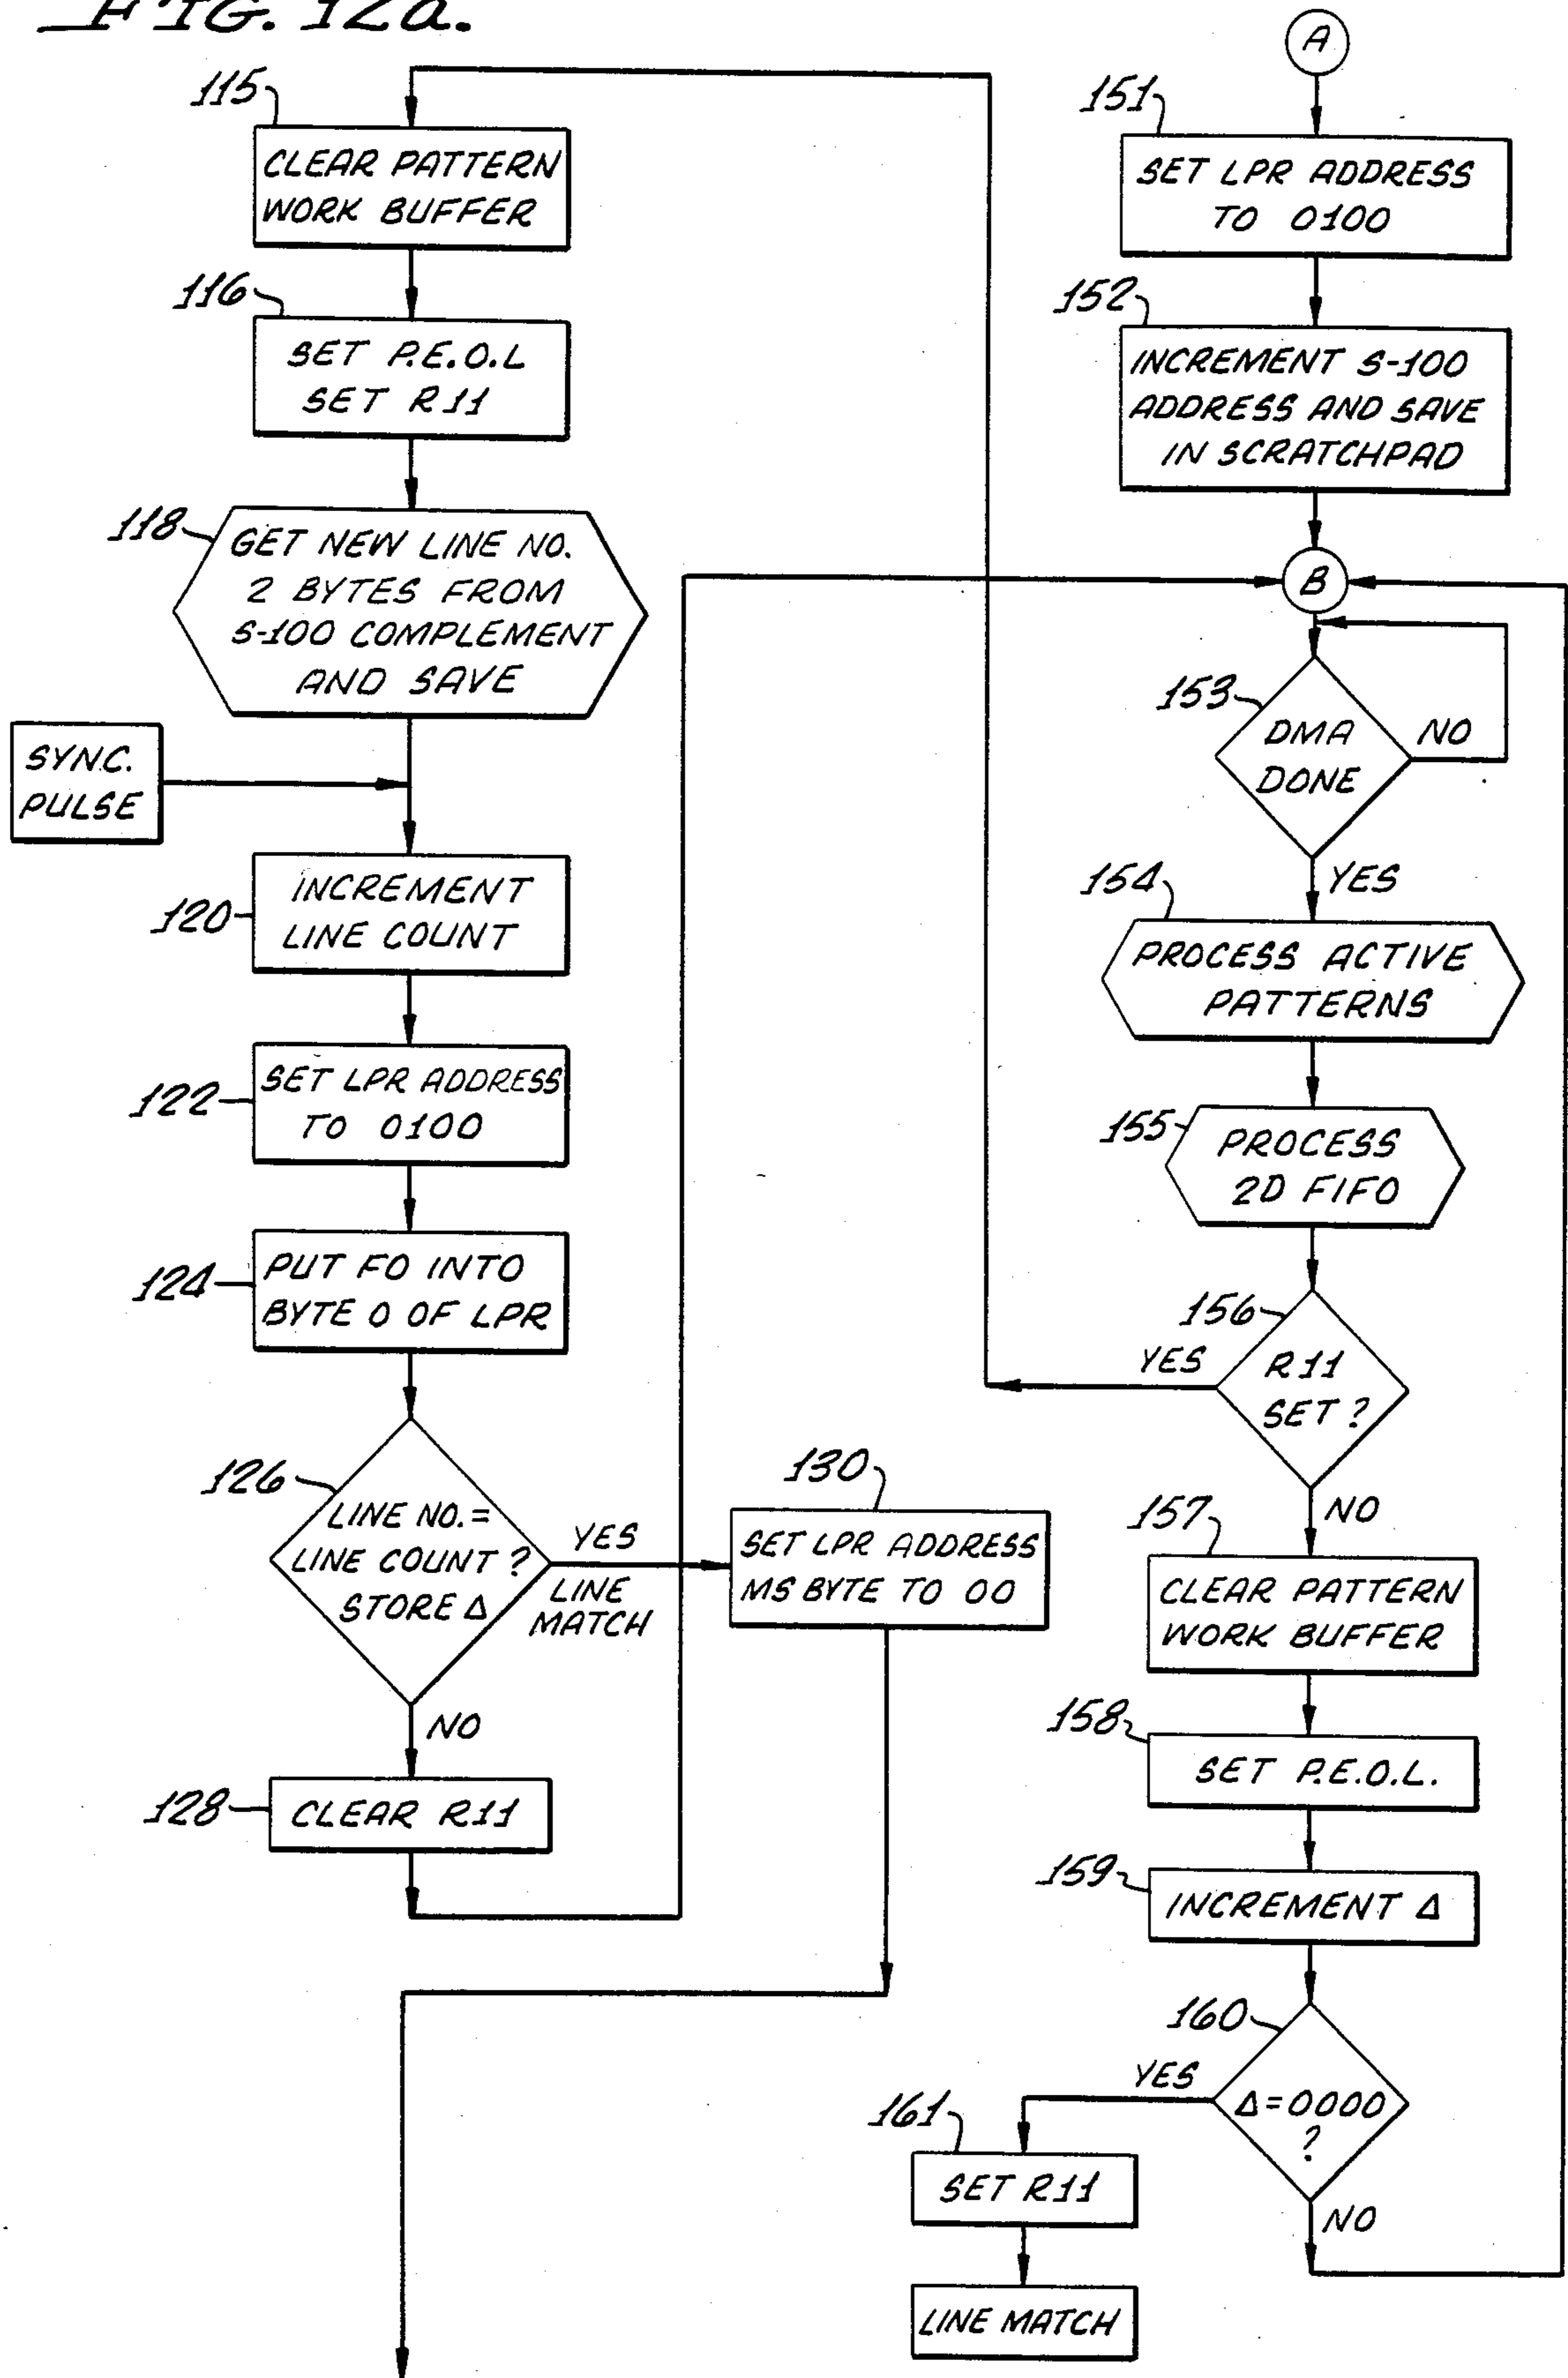 FIG. 12a.
115
CLEAR PATTERN
WORK BUFFER
116
SET P.E.O.L
SET R11
118
GET NEW LINE NO.
2 BYTES FROM
S-100 COMPLEMENT
AND SAVE
SYNC.
PULSE
120
INCREMENT
LINE COUNT
122
SET LPR ADDRESS
TO 0100
124
PUT FO INTO
BYTE 0 OF LPR
126
LINE NO. =
LINE COUNT ?
STORE Δ
YES
LINE
MATCH
NO
128
CLEAR R11
130
SET LPR ADDRESS
MS BYTE TO 00
A
151
SET LPR ADDRESS
TO 0100
152
INCREMENT S-100
ADDRESS AND SAVE
IN SCRATCHPAD
B
153
DMA
DONE
NO
YES
154
PROCESS ACTIVE
PATTERNS
155
PROCESS
2D FIFO
156
R11
SET ?
YES
NO
157
CLEAR PATTERN
WORK BUFFER
158
SET P.E.O.L.
159
INCREMENT Δ
160
Δ=0000
?
YES
NO
161
SET R11
LINE MATCH